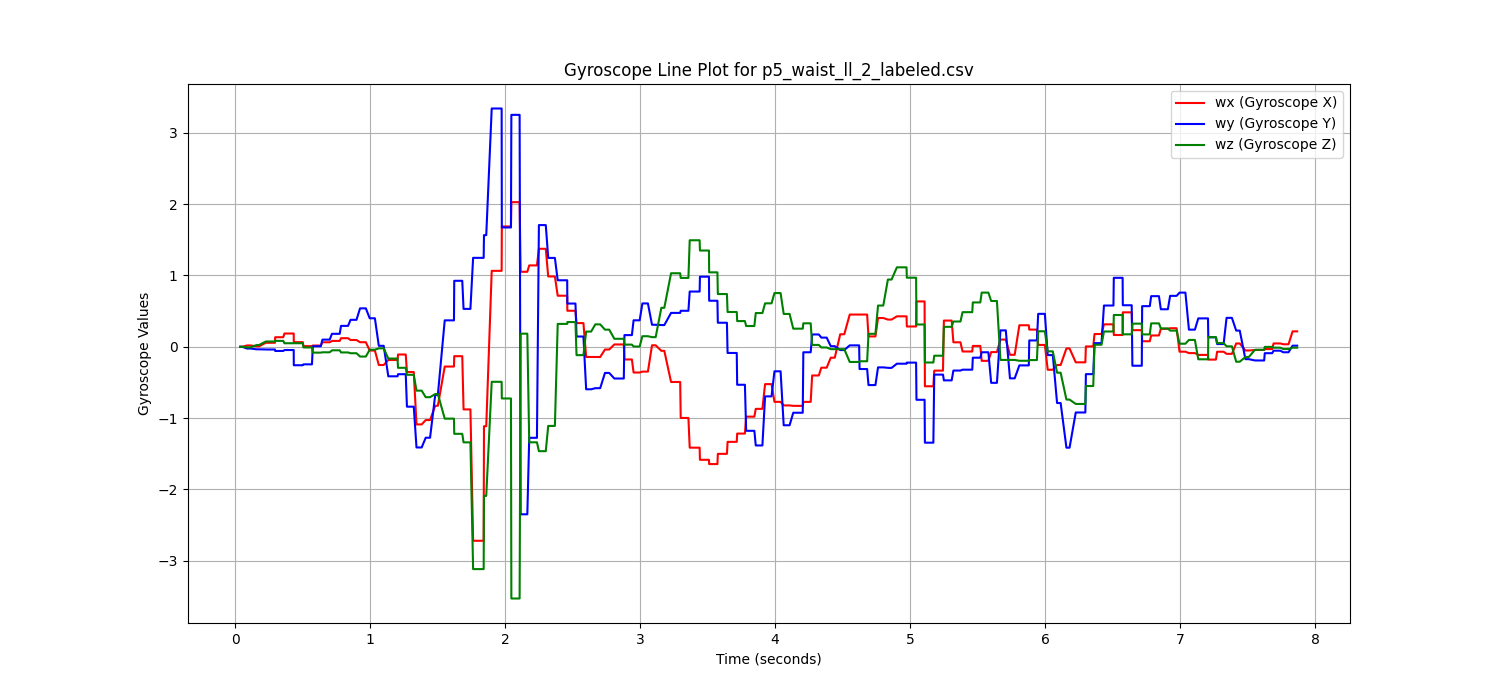 Gyroscope Line Plot for p5_waist_ll_2_labeled.csv
wx (Gyroscope X)
wy (Gyroscope Y)
wz (Gyroscope Z)
Gyroscope Values
3
2
1
0
−1
−2
−3
0 1 2 3 4 5 6 7 8
Time (seconds)